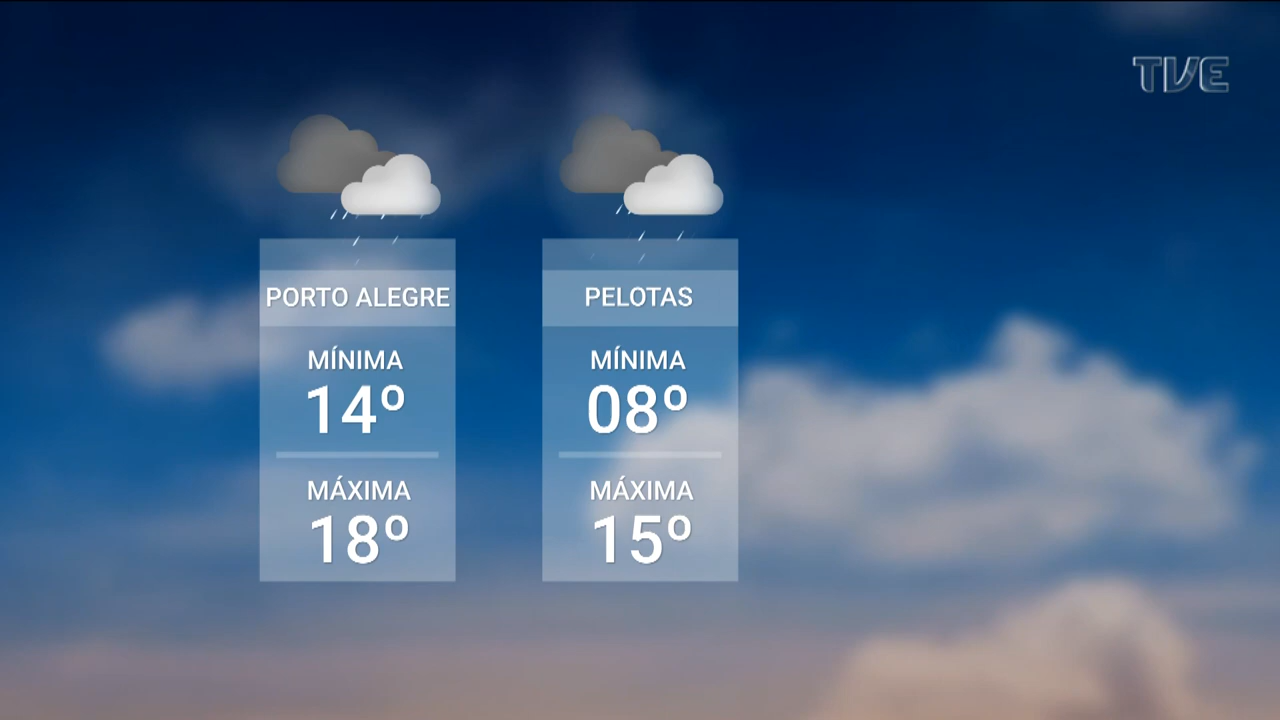 TVE
PORTO ALEGRE
MÍNIMA
14º
MÁXIMA
18º
PELOTAS
MÍNIMA
08º
MÁXIMA
15º